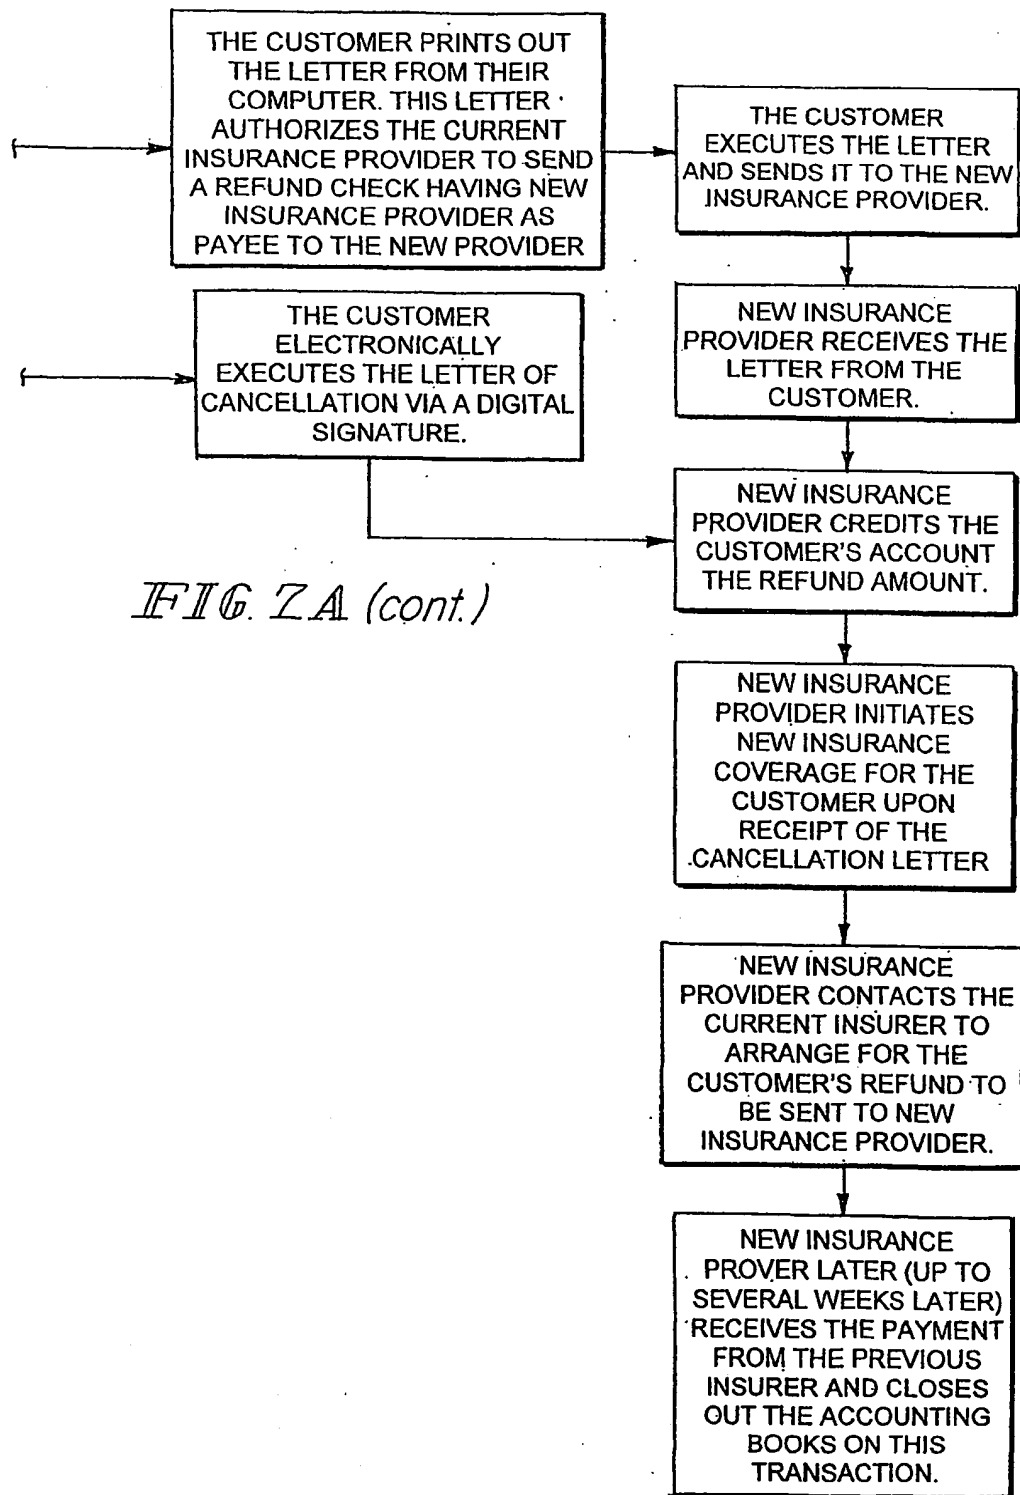 THE CUSTOMER PRINTS OUT
THE LETTER FROM THEIR
COMPUTER. THIS LETTER
AUTHORIZES THE CURRENT
INSURANCE PROVIDER TO SEND
A REFUND CHECK HAVING NEW
INSURANCE PROVIDER AS
PAYEE TO THE NEW PROVIDER
THE CUSTOMER
EXECUTES THE LETTER
AND SENDS IT TO THE NEW
INSURANCE PROVIDER.
THE CUSTOMER
ELECTRONICALLY
EXECUTES THE LETTER OF
CANCELLATION VIA A DIGITAL
SIGNATURE.
NEW INSURANCE
PROVIDER RECEIVES THE
LETTER FROM THE
CUSTOMER.
NEW INSURANCE
PROVIDER CREDITS THE
CUSTOMER'S ACCOUNT
THE REFUND AMOUNT.
FIG. 7A (cont.)
NEW INSURANCE
PROVIDER INITIATES
NEW INSURANCE
COVERAGE FOR THE
CUSTOMER UPON
RECEIPT OF THE
CANCELLATION LETTER
NEW INSURANCE
PROVIDER CONTACTS THE
CURRENT INSURER TO
ARRANGE FOR THE
CUSTOMER'S REFUND TO
BE SENT TO NEW
INSURANCE PROVIDER.
NEW INSURANCE
PROVER LATER (UP TO
SEVERAL WEEKS LATER)
RECEIVES THE PAYMENT
FROM THE PREVIOUS
INSURER AND CLOSES
OUT THE ACCOUNTING
BOOKS ON THIS
TRANSACTION.